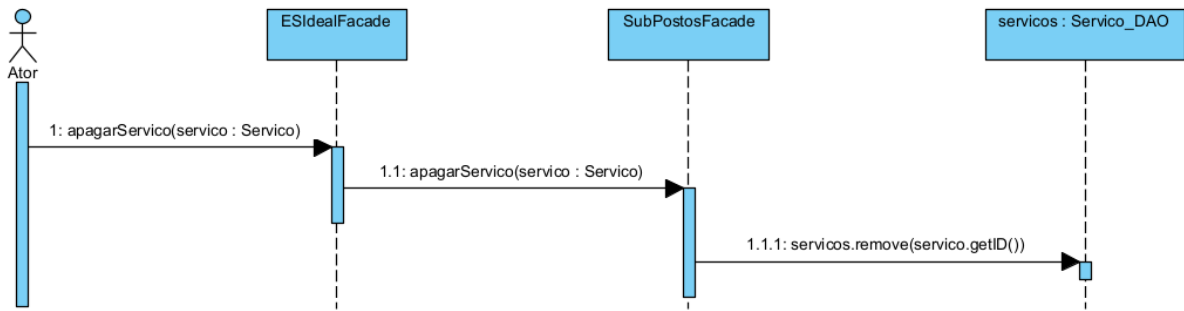 ESIdealFacade
SubPostosFacade
servicos : Servico_DAO
Ator
1: apagarServico(servico : Servico)
1.1: apagarServico(servico : Servico)
1.1.1: servicos.remove(servico.getID())